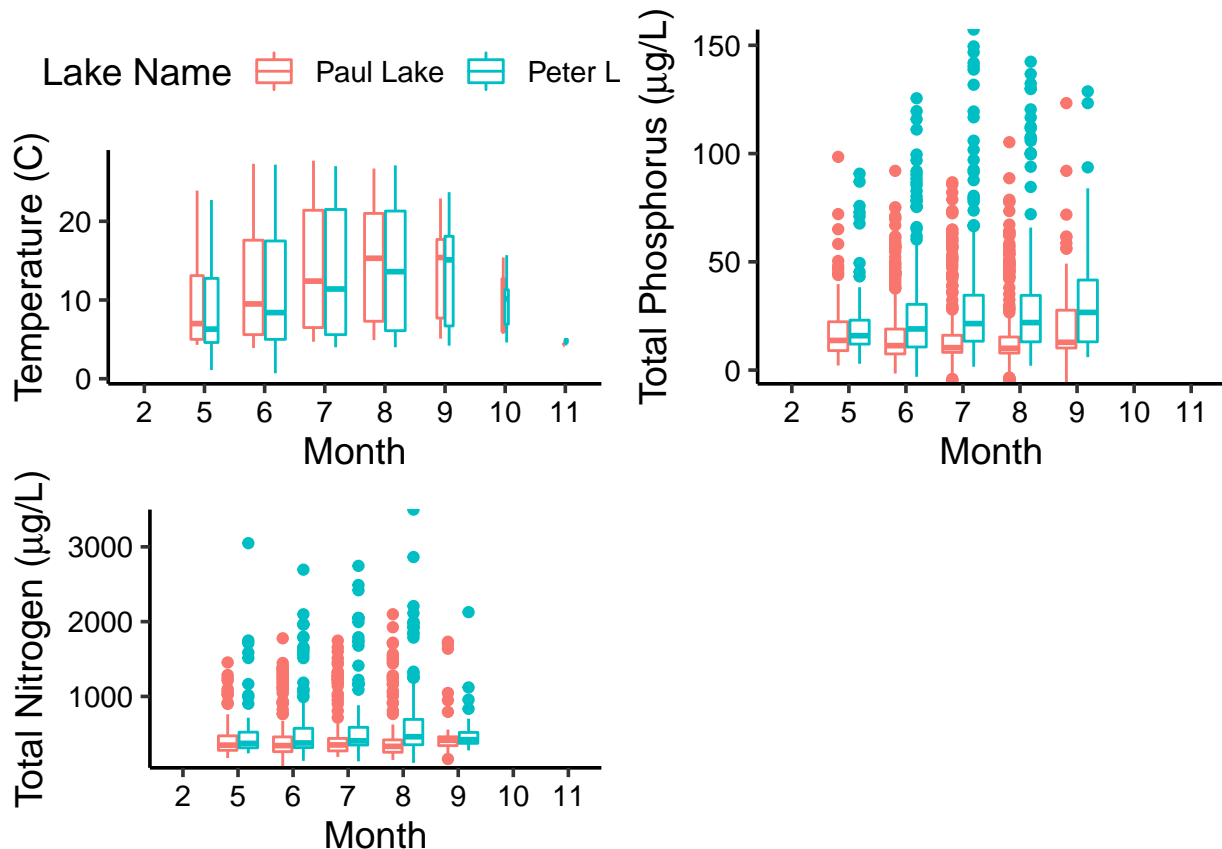 Lake Name Paul Lake Peter L
Temperature (C)
20
10
0
2 5 6 7 8 9 10 11
Month
Total Phosphorus (μg/L)
150
100
50
0
2 5 6 7 8 9 10 11
Month
Total Nitrogen (μg/L)
3000
2000
1000
2 5 6 7 8 9 10 11
Month